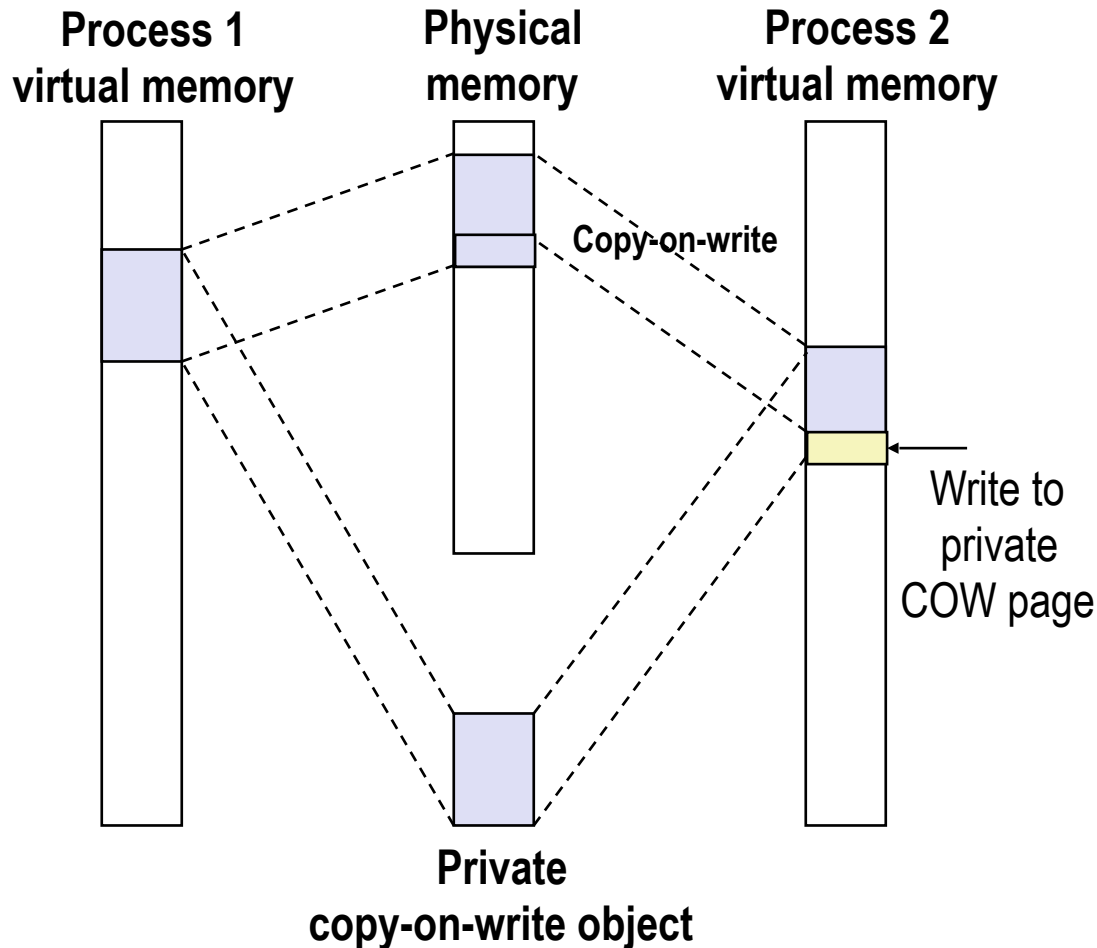 Process 1
virtual memory
Physical
memory
Process 2
virtual memory
Copy-on-write
Write to
private
COW page
Private
copy-on-write object